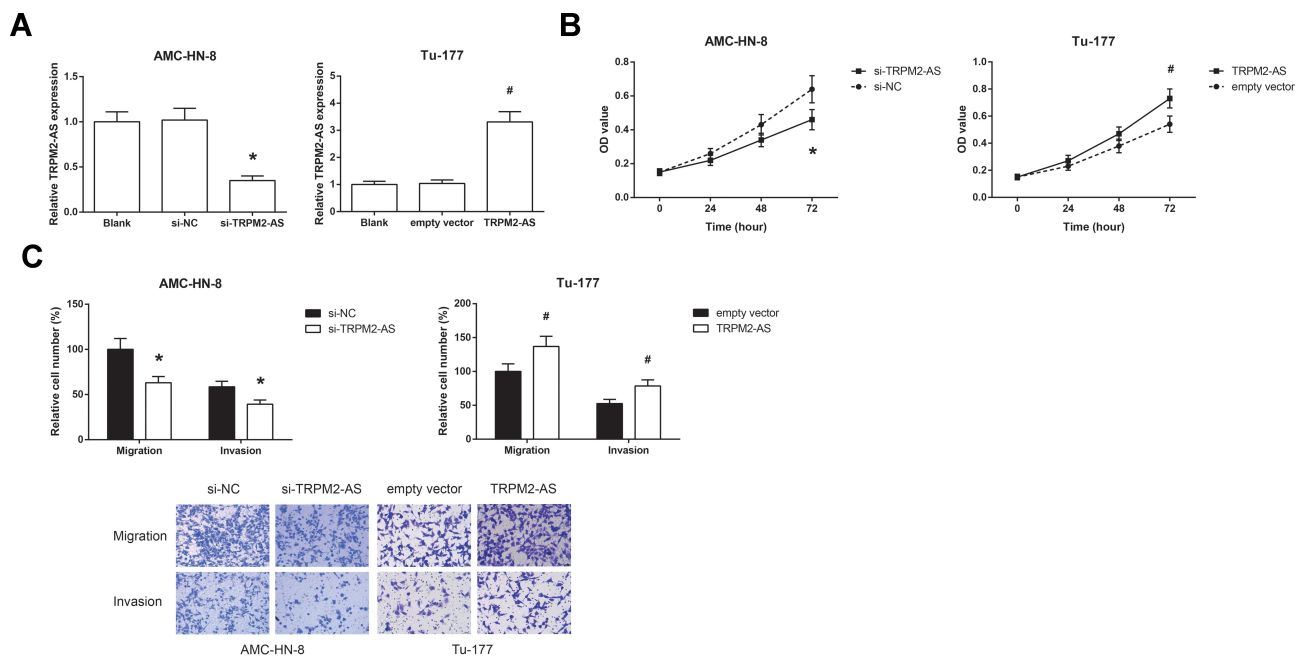 A
AMC-HN-8
Relative TRPM2-AS expression
1.5
1.0
0.5
0.0
Blank
si-NC
si-TRPM2-AS
*
Tu-177
Relative TRPM2-AS expression
5
4
3
2
1
0
Blank
empty vector
TRPM2-AS
#
B
AMC-HN-8
OD value
0.8
0.6
0.4
0.2
0.0
0
24
48
72
Time (hour)
*
si-TRPM2-AS
si-NC
Tu-177
OD value
1.0
0.8
0.6
0.4
0.2
0.0
0
24
48
72
Time (hour)
#
TRPM2-AS
empty vector
C
AMC-HN-8
Relative cell number (%)
150
100
50
0
Migration
Invasion
*
*
si-NC
si-TRPM2-AS
Tu-177
Relative cell number (%)
200
150
100
50
0
Migration
Invasion
#
#
empty vector
TRPM2-AS
si-NC
si-TRPM2-AS
empty vector
TRPM2-AS
Migration
Invasion
AMC-HN-8
Tu-177